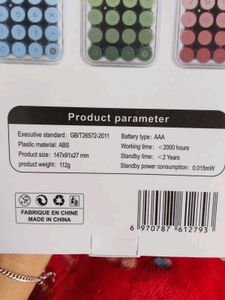 Product parameter
Executive standard: GB/T26572-2011
Plastic material: ABS
Product size: 147x91x27 mm
product weight: 112g
Battery type: AAA
Working time: <2000 hours
Standby time: <2 Years
Standby power consumption: 0.015mW
FABRIQUE EN CHINE
MADE IN CHINA
6 970787 612793